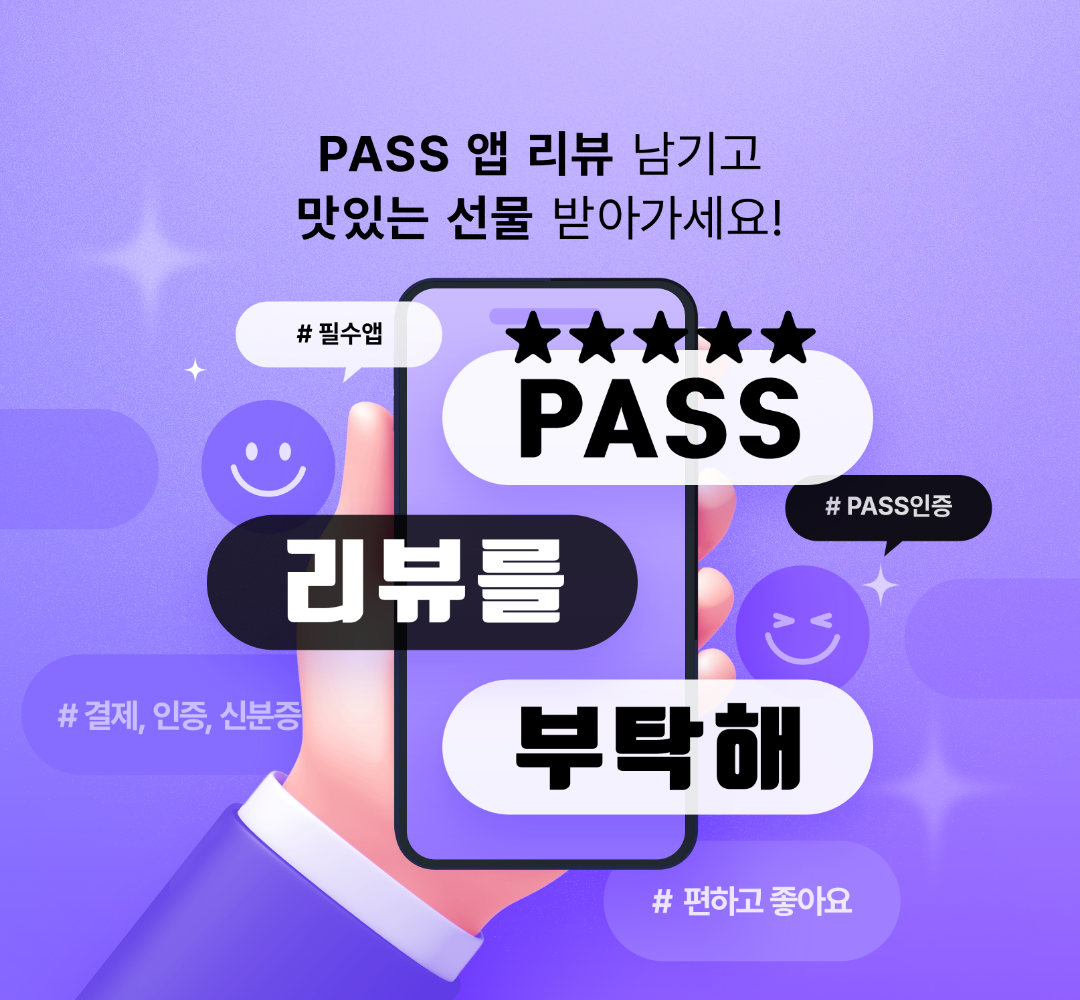 PASS 앱 리뷰 남기고
맛있는 선물 받아가세요!
# 필수앱
PASS
# PASS인증
리뷰를
# 결제, 인증, 신분증
부탁해
# 편하고 좋아요